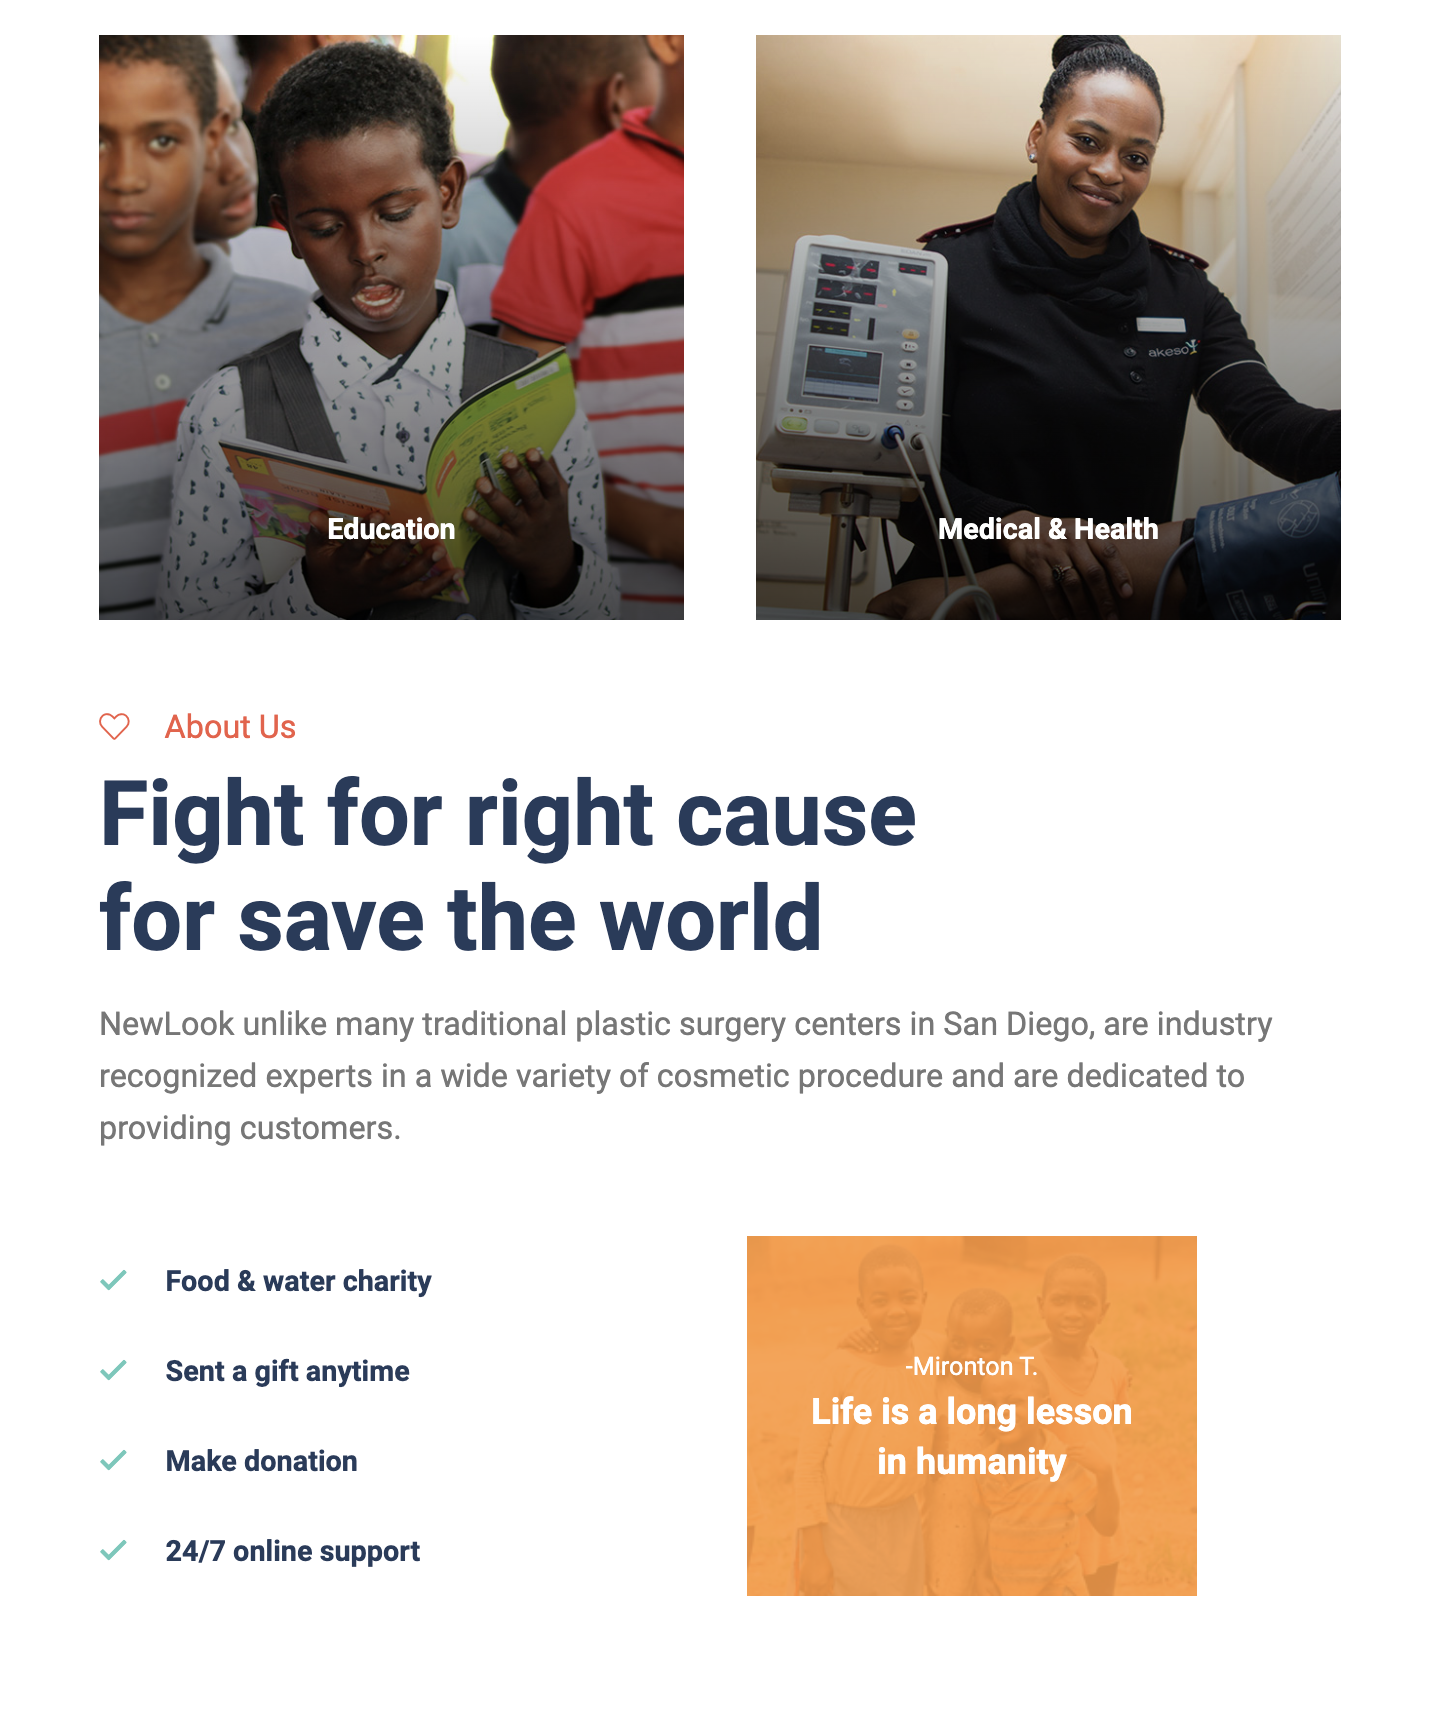 Education
akeso
Medical & Health
About Us
Fight for right cause
for save the world
NewLook unlike many traditional plastic surgery centers in San Diego, are industry
recognized experts in a wide variety of cosmetic procedure and are dedicated to
providing customers.
Food & water charity
Sent a gift anytime
Make donation
24/7 online support
-Mironton T.
Life is a long lesson
in humanity